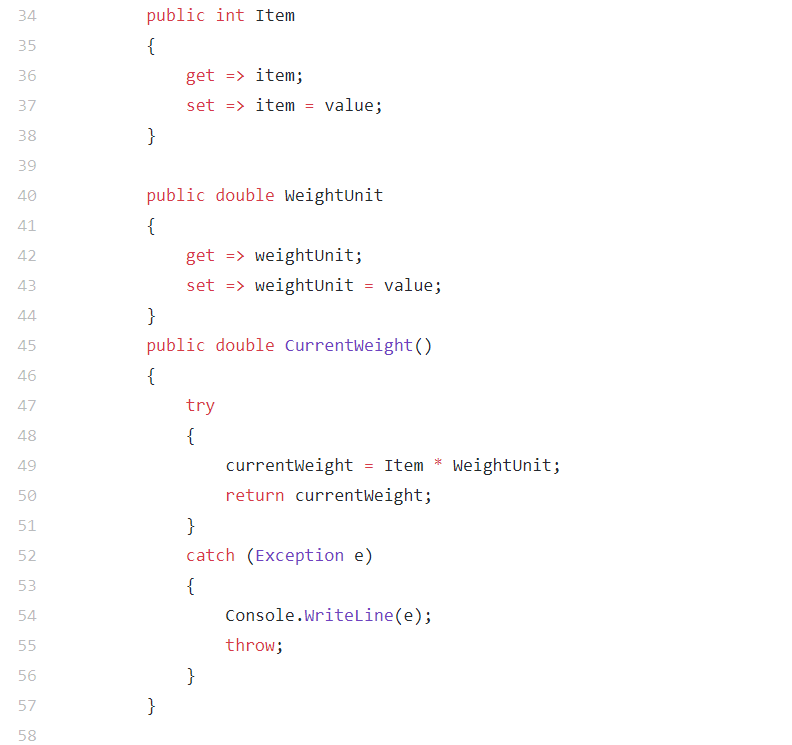 34 public int Item
35 {
36 get => item;
37 set => item = value;
38 }
39
40 public double WeightUnit
41 {
42 get => weightUnit;
43 set => weightUnit = value;
44 }
45 public double CurrentWeight()
46 {
47 try
48 {
49 currentWeight = Item * WeightUnit;
50 return currentWeight;
51 }
52 catch (Exception e)
53 {
54 Console.WriteLine(e);
55 throw;
56 }
57 }
58